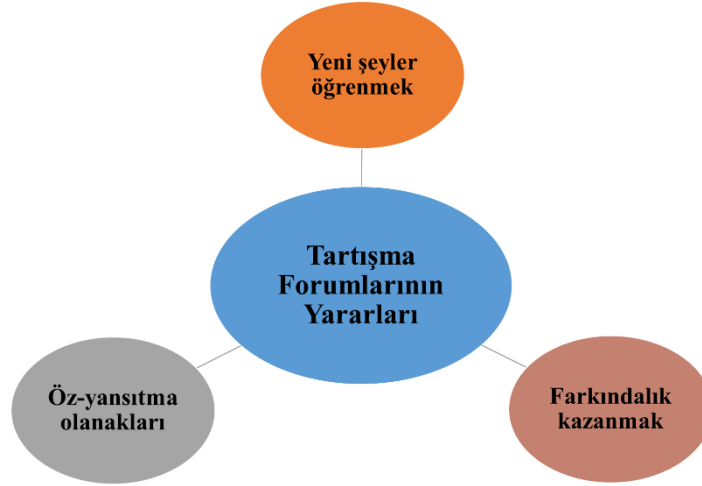 Yeni şeyler
öğrenmek
Tartışma
Forumlarının
Yararları
Öz-yansıtma
olanakları
Farkındalık
kazanmak